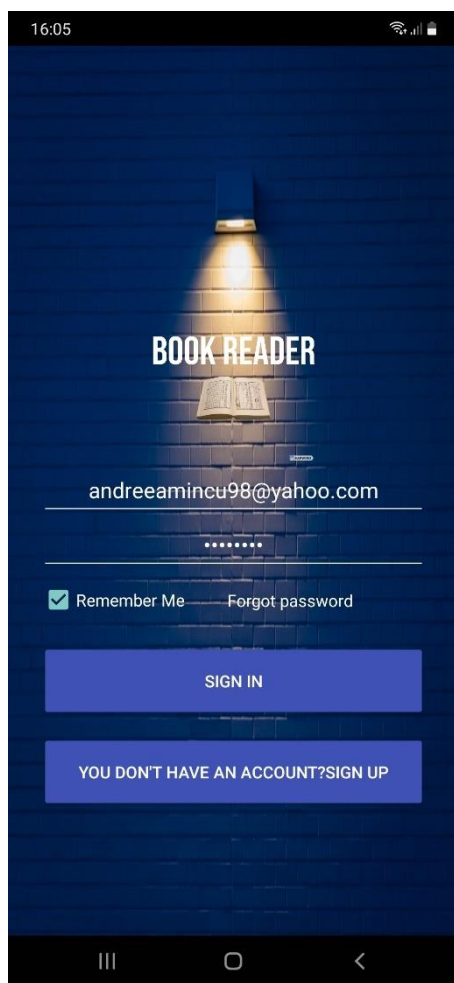 16:05
BOOK READER
andreeamincu98@yahoo.com
••••••••
Remember Me Forgot password
SIGN IN
YOU DON'T HAVE AN ACCOUNT?SIGN UP